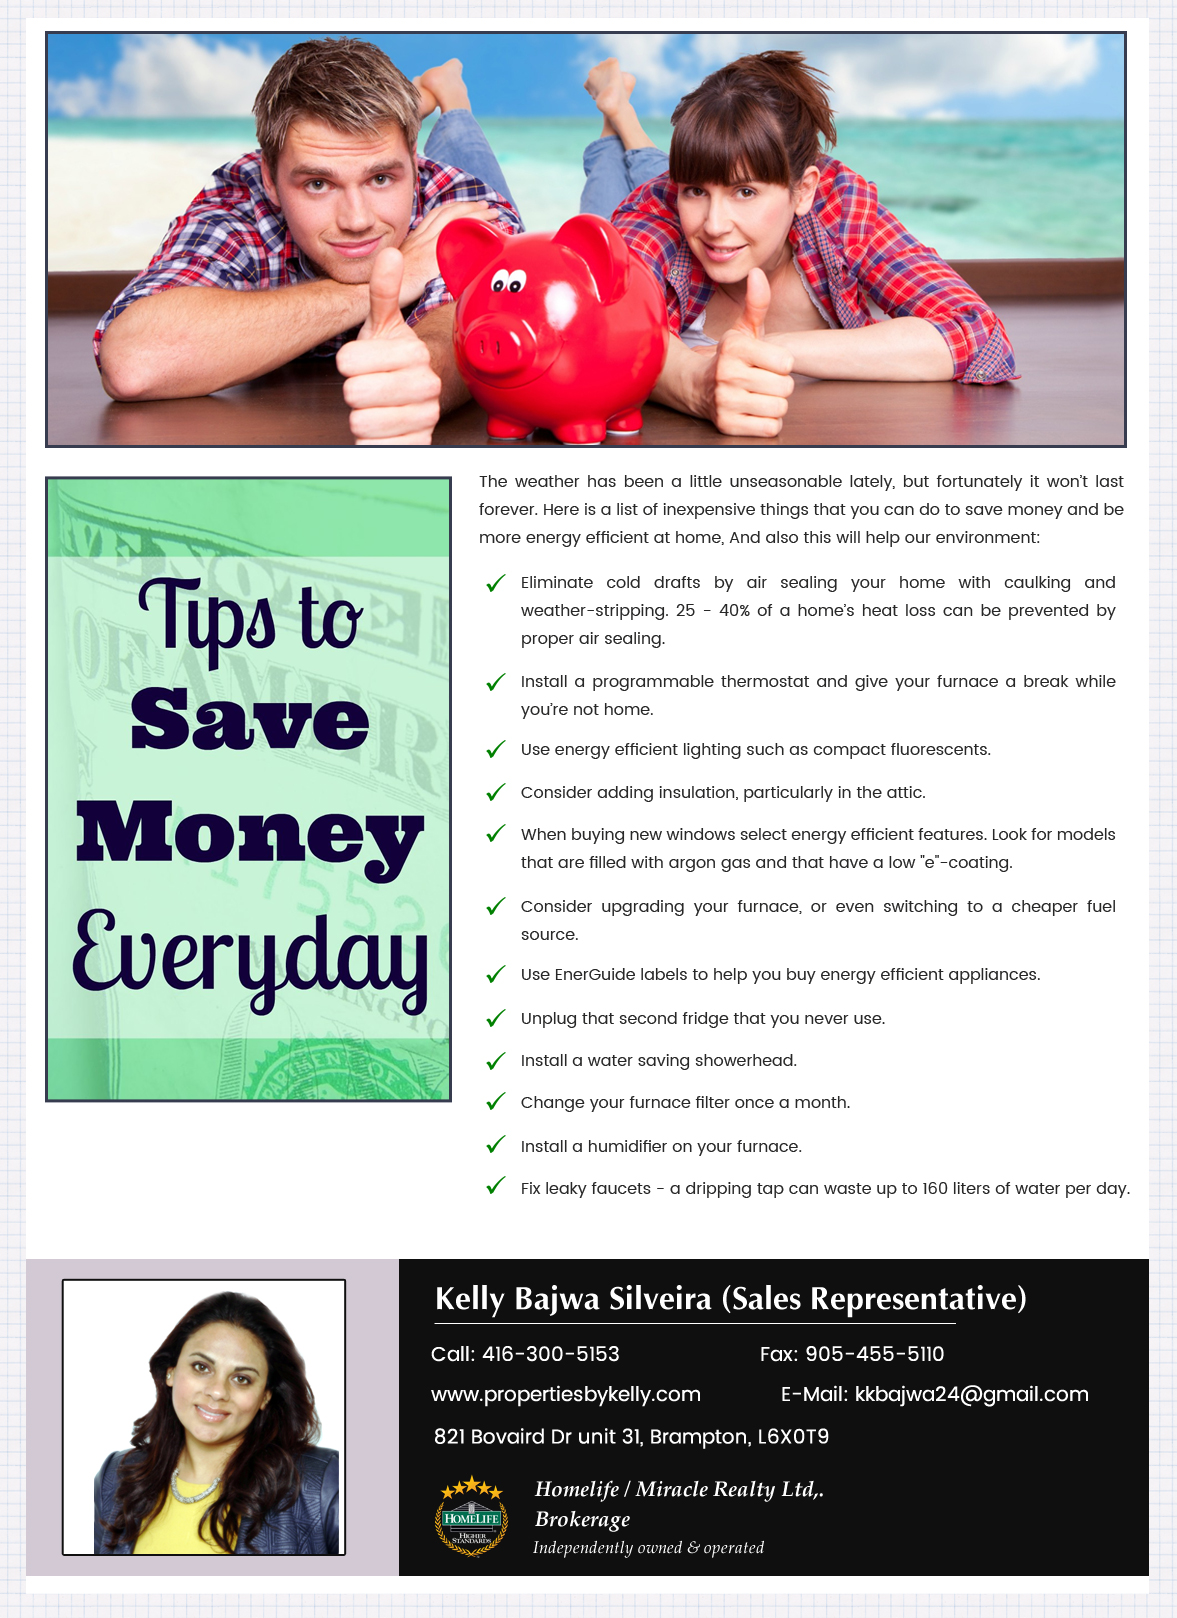 Tips to
Save
Money
Everyday
The weather has been a little unseasonable lately, but fortunately it won't last
forever. Here is a list of inexpensive things that you can do to save money and be
more energy efficient at home, And also this will help our environment:
Eliminate cold drafts by air sealing your home with caulking and
weather-stripping. 25 - 40% of a home's heat loss can be prevented by
proper air sealing.
Install a programmable thermostat and give your furnace a break while
you're not home.
Use energy efficient lighting such as compact fluorescents.
Consider adding insulation, particularly in the attic.
When buying new windows select energy efficient features. Look for models
that are filled with argon gas and that have a low "e"-coating.
Consider upgrading your furnace, or even switching to a cheaper fuel
source.
Use EnerGuide labels to help you buy energy efficient appliances.
Unplug that second fridge that you never use.
Install a water saving showerhead.
Change your furnace filter once a month.
Install a humidifier on your furnace.
Fix leaky faucets - a dripping tap can waste up to 160 liters of water per day.
Kelly Bajwa Silveira (Sales Representative)
Call: 416-300-5153 Fax: 905-455-5110
www.propertiesbykelly.com E-Mail: kkbajwa24@gmail.com
821 Bovaird Dr unit 31, Brampton, L6X0T9
HOMELIFE
HIGHER
STANDARDS
Homelife / Miracle Realty Ltd,.
Brokerage
Independently owned & operated